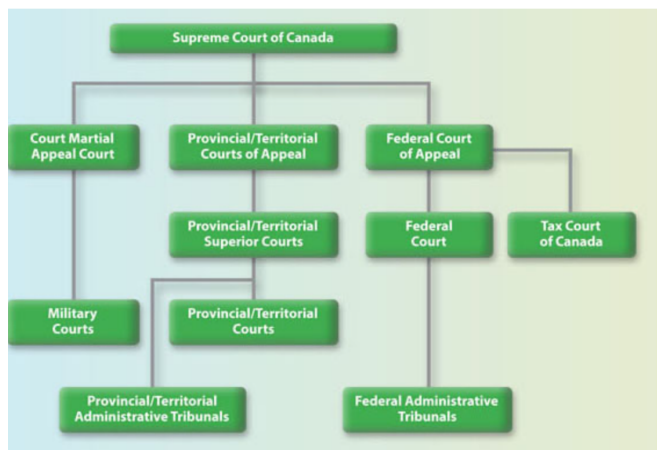 Supreme Court of Canada
Court Martial
Appeal Court
Provincial/Territorial
Courts of Appeal
Federal Court
of Appeal
Provincial/Territorial
Superior Courts
Federal
Court
Tax Court
of Canada
Military
Courts
Provincial/Territorial
Courts
Provincial/Territorial
Administrative Tribunals
Federal Administrative
Tribunals